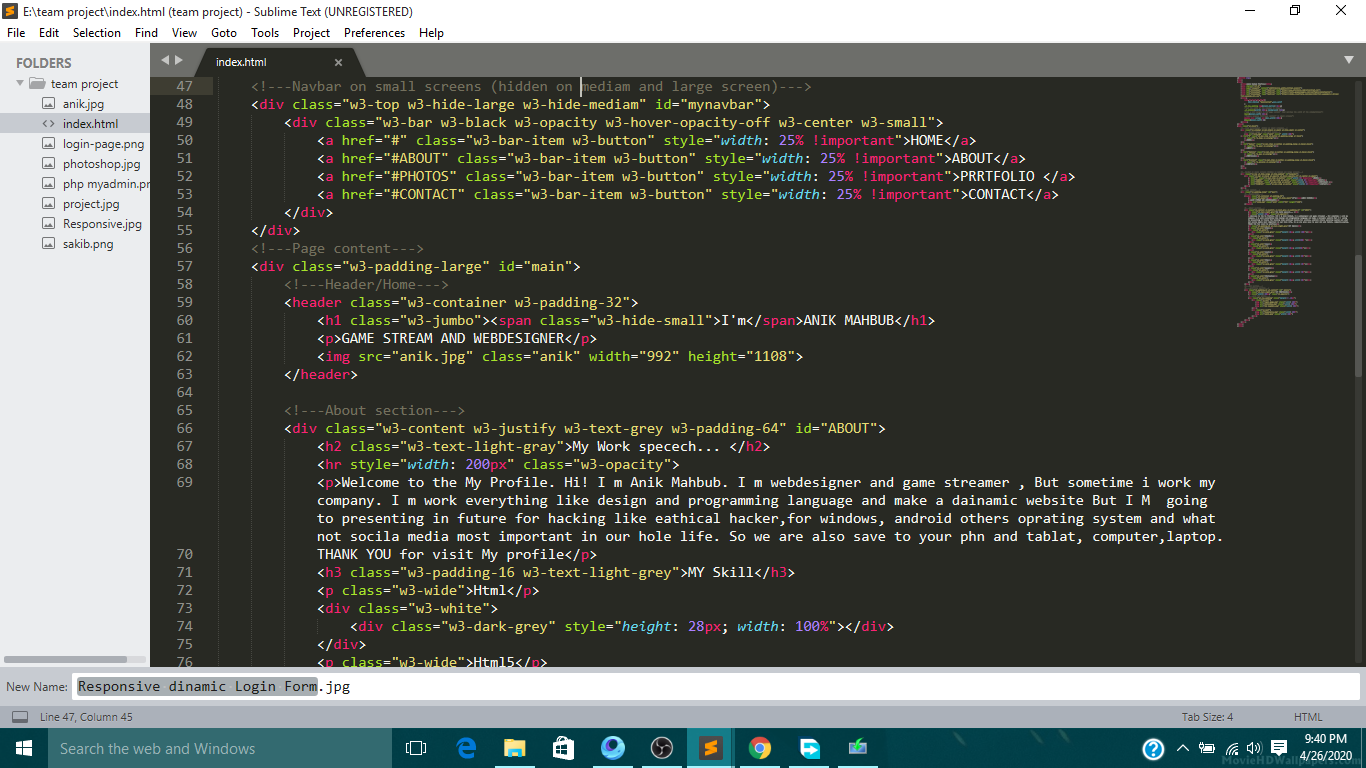 E:\team project\index.html (team project) - Sublime Text (UNREGISTERED)
File Edit Selection Find View Goto Tools Project Preferences Help
FOLDERS
team project
anik.jpg
index.html
login-page.png
photoshop.jpg
php myadmin.pn
project.jpg
Responsive.jpg
sakib.png
index.html
47 <!---Navbar on small screens (hidden on mediam and large screen)--->
48 <div class="w3-top w3-hide-large w3-hide-mediam" id="mynavbar">
49 <div class="w3-bar w3-black w3-opacity w3-hover-opacity-off w3-center w3-small">
50 <a href="#" class="w3-bar-item w3-button" style="width: 25% !important">HOME</a>
51 <a href="#ABOUT" class="w3-bar-item w3-button" style="width: 25% !important">ABOUT</a>
52 <a href="#PHOTOS" class="w3-bar-item w3-button" style="width: 25% !important">PRRTFOLIO </a>
53 <a href="#CONTACT" class="w3-bar-item w3-button" style="width: 25% !important">CONTACT</a>
54 </div>
55 </div>
56 <!---Page content--->
57 <div class="w3-padding-large" id="main">
58 <!---Header/Home--->
59 <header class="w3-container w3-padding-32">
60 <h1 class="w3-jumbo"><span class="w3-hide-small">I'm</span>ANIK MAHBUB</h1>
61 <p>GAME STREAM AND WEBDESIGNER</p>
62 <img src="anik.jpg" class="anik" width="992" height="1108">
63 </header>
64
65 <!---About section--->
66 <div class="w3-content w3-justify w3-text-grey w3-padding-64" id="ABOUT">
67 <h2 class="w3-text-light-gray">My Work specech... </h2>
68 <hr style="width: 200px" class="w3-opacity">
69 <p>Welcome to the My Profile. Hi! I m Anik Mahbub. I m webdesigner and game streamer , But sometime i work my
company. I m work everything like design and programming language and make a dainamic website But I M  going
to presenting in future for hacking like eathical hacker,for windows, android others oprating system and what
not socila media most important in our hole life. So we are also save to your phn and tablat, computer,laptop.
70 THANK YOU for visit My profile</p>
71 <h3 class="w3-padding-16 w3-text-light-grey">MY Skill</h3>
72 <p class="w3-wide">Html</p>
73 <div class="w3-white">
74 <div class="w3-dark-grey" style="height: 28px; width: 100%"></div>
75 </div>
76 <p class="w3-wide">Html5</p>
New Name: Responsive dinamic Login Form.jpg
Line 47, Column 45
Tab Size: 4
HTML
Search the web and Windows
9:40 PM
4/26/2020
MovieHDWallpapers.com